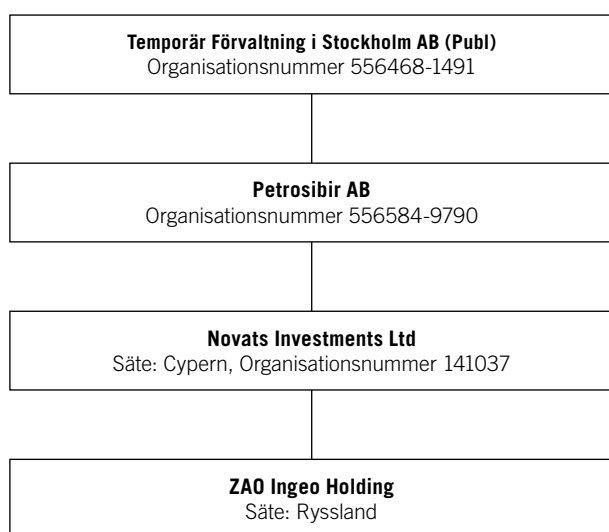 Temporär Förvaltning i Stockholm AB (Publ)
Organisationsnummer 556468-1491
Petrosibir AB
Organisationsnummer 556584-9790
Novats Investments Ltd
Säte: Cypern, Organisationsnummer 141037
ZAO Ingeo Holding
Säte: Ryssland